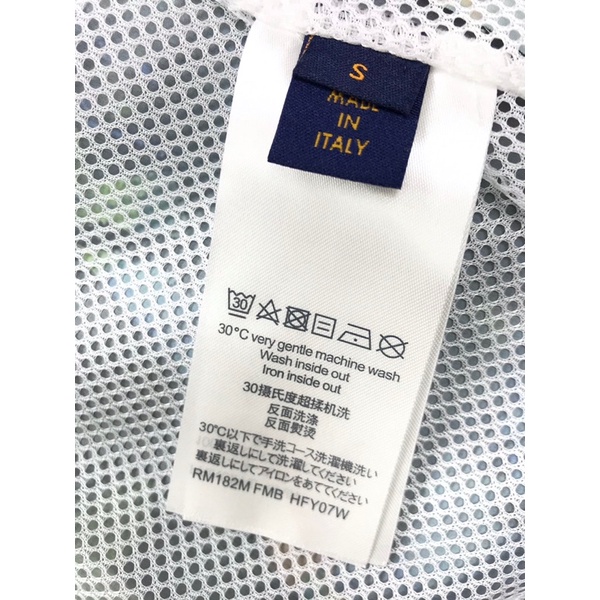 S
MADE
IN
ITALY
30
30°C very gentle machine wash
Wash inside out
Iron inside out
30摄氏度超揉机洗
反面洗涤
反面熨烫
30℃以下で手洗コース洗濯機洗い
裏返しにして洗濯してください
裏返しにしてアイロンをあててください
RM182M FMB HFY07W